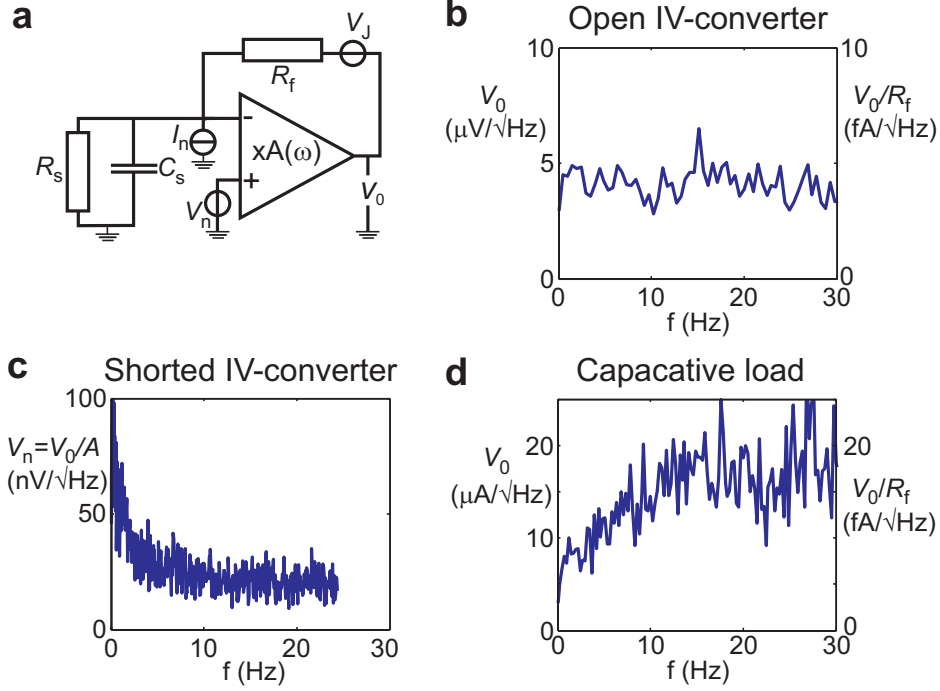 a
V_J
R_f
I_n
-
xA(ω)
R_s
C_s
+
V_n
V_0
b
Open IV-converter
10
10
V_0
(μV/√Hz)
V_0/R_f
(fA/√Hz)
5
5
0
0
0
10
20
30
f (Hz)
c
Shorted IV-converter
100
V_n=V_0/A
(nV/√Hz)
50
0
0
10
20
30
f (Hz)
d
Capacative load
20
20
V_0
(μA/√Hz)
V_0/R_f
(fA/√Hz)
10
0
0
0
10
20
30
f (Hz)